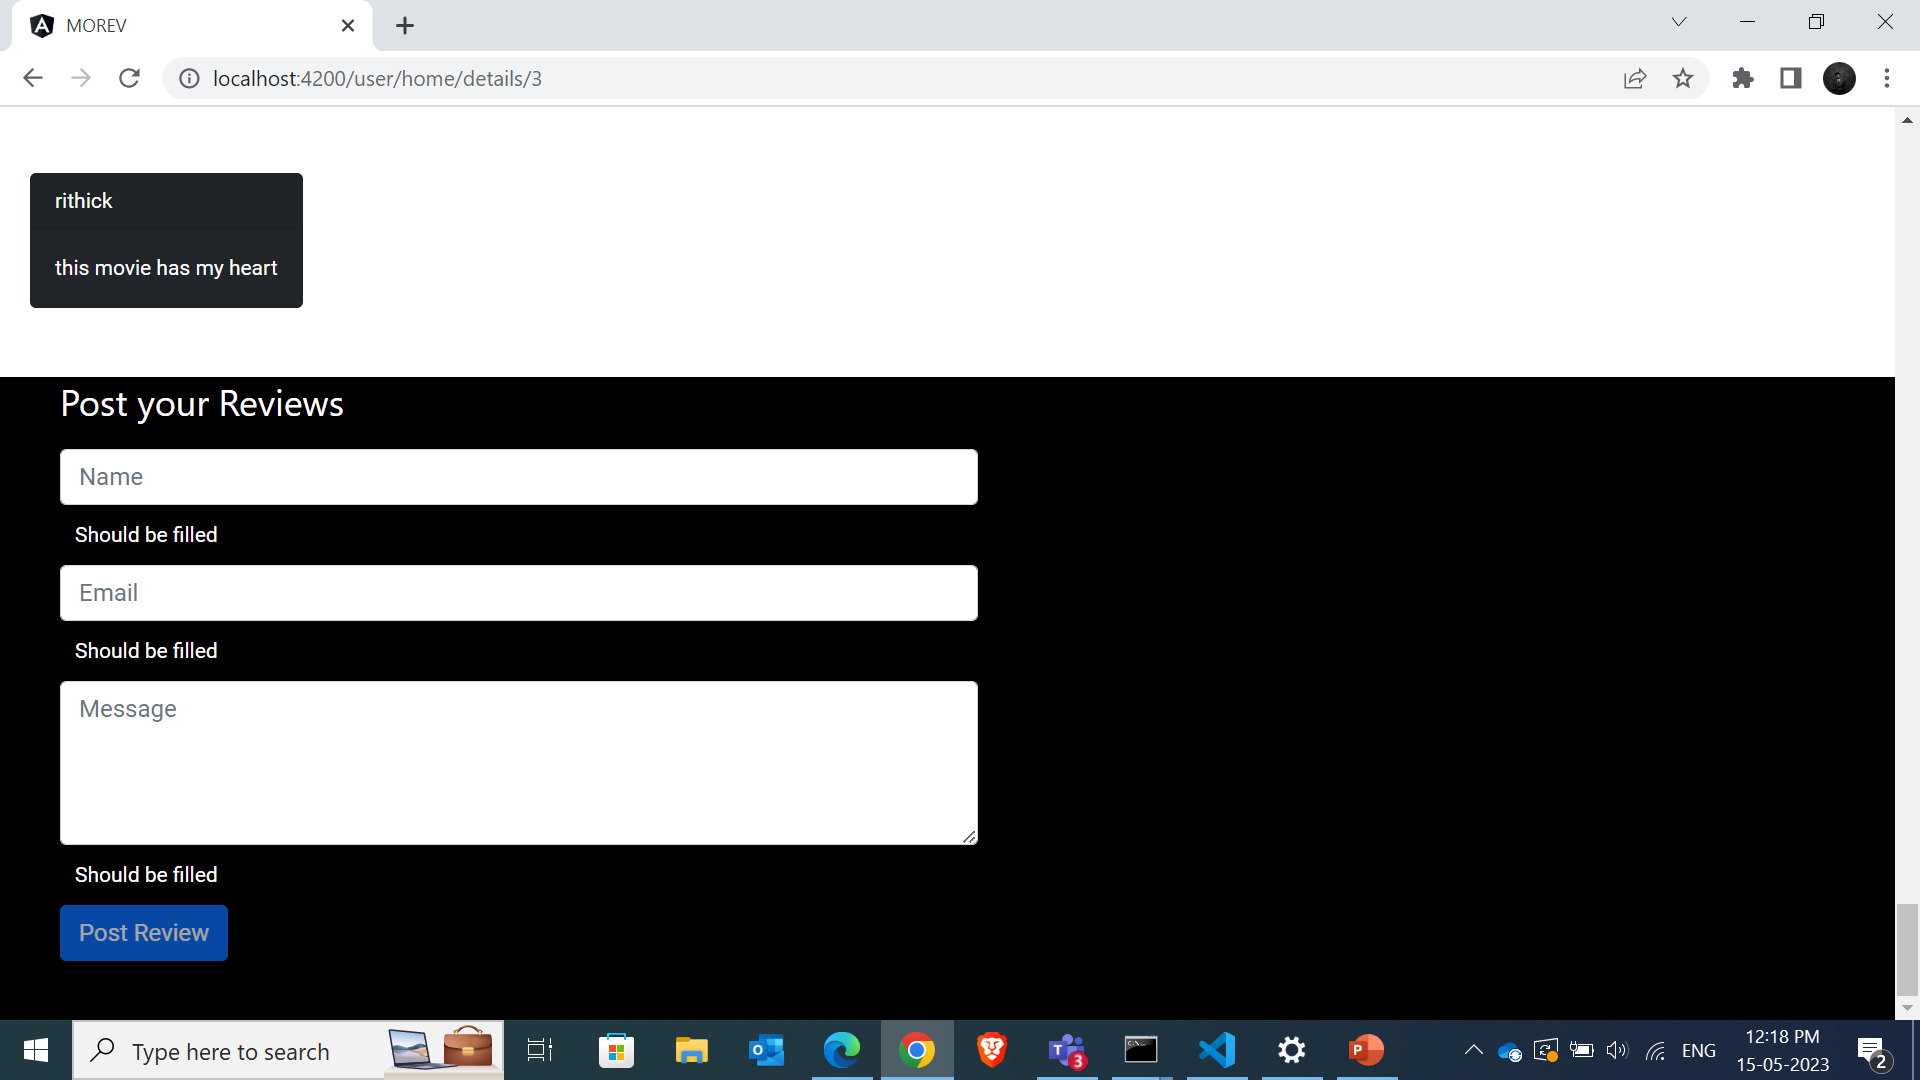 MOREV
localhost:4200/user/home/details/3
rithick
this movie has my heart
Post your Reviews
Name
Should be filled
Email
Should be filled
Message
Should be filled
Post Review
Type here to search
3
ENG
12:18 PM
15-05-2023
2